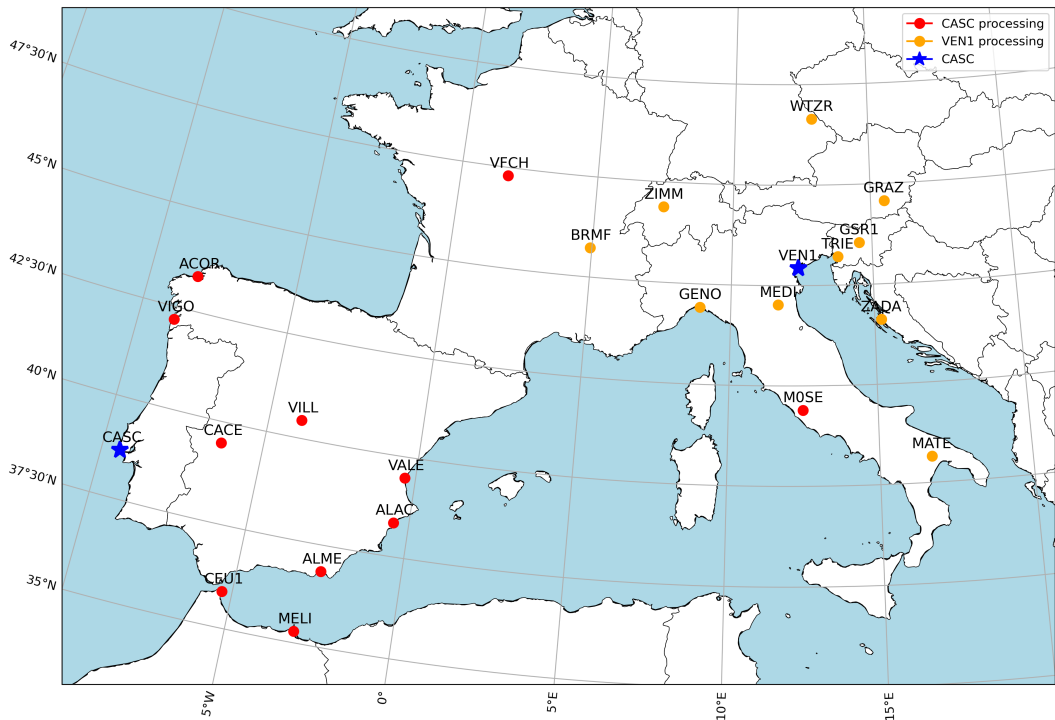 CASC processing
VEN1 processing
CASC
47°30′N
45°N
42°30′N
40°N
37°30′N
35°N
5°W
0°
5°E
10°E
15°E
WTZR
VFCH
ZIMM
GRAZ
BRMF
GSR1
TRIE
VEN1
ACOR
VIGO
GENO
MEDI
ZADA
VILL
M0SE
CASC
CACE
MATE
VALE
ALAC
ALME
CEU1
MELI